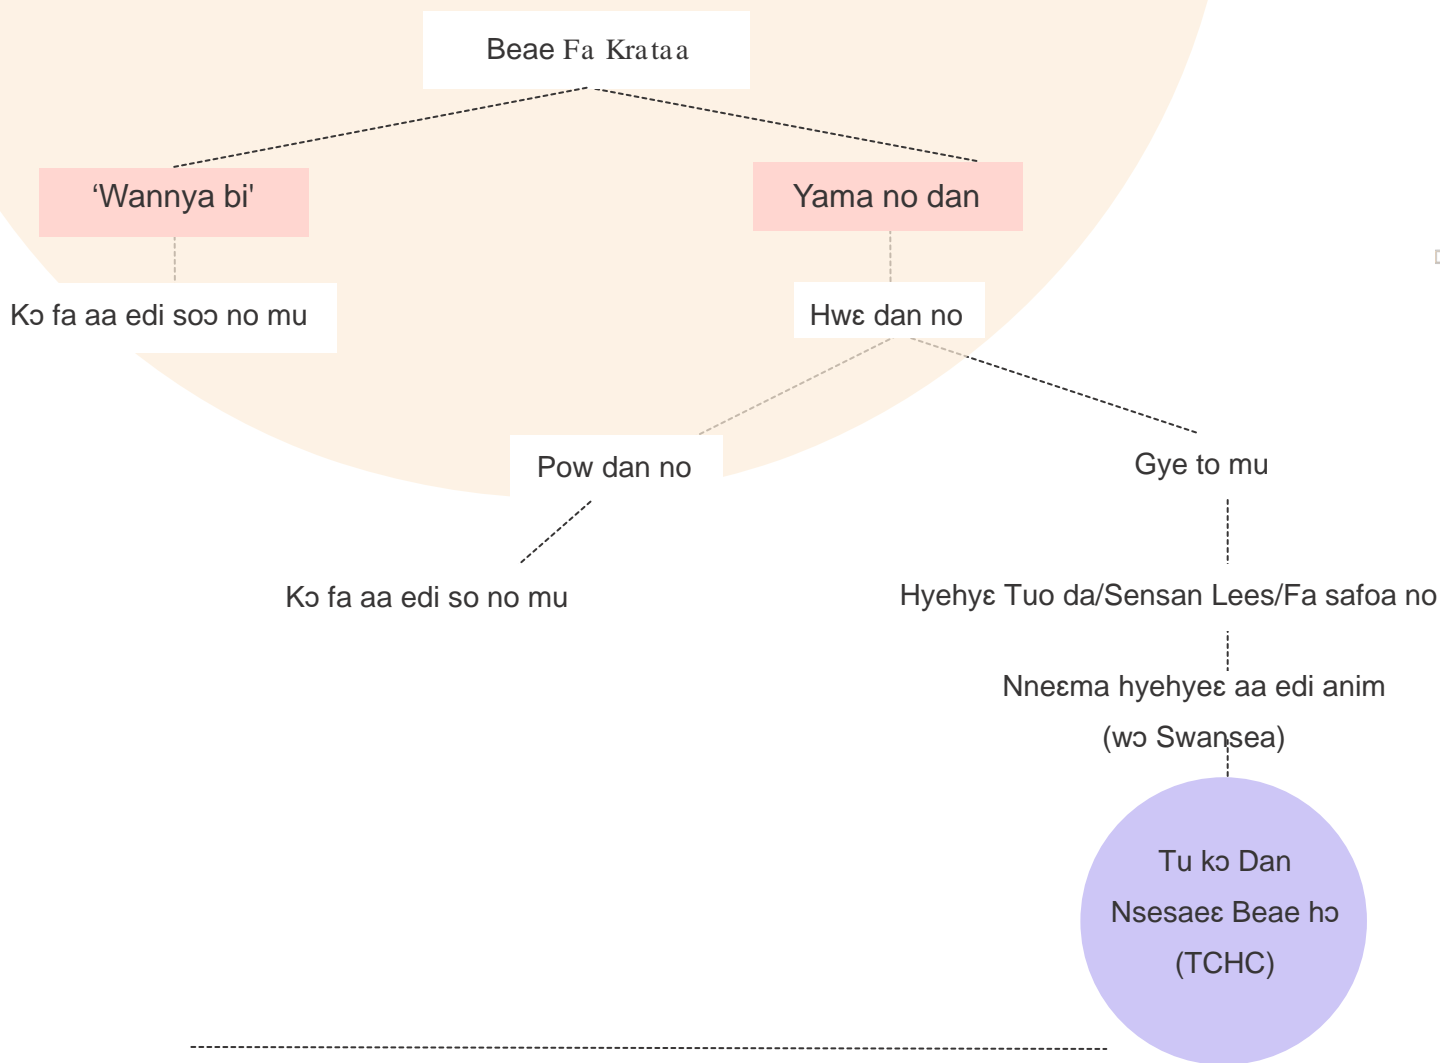 Beae Fa Krataa
‘Wannya bi'
Yama no dan
Kɔ fa aa edi soɔ no mu
Hwɛ dan no
Pow dan no
Gye to mu
Kɔ fa aa edi so no mu
Hyehyɛ Tuo da/Sensan Lees/Fa safoa no
Nneɛma hyehyeɛ aa edi anim
(wɔ Swansea)
Tu kɔ Dan
Nsesaeɛ Beae hɔ
(TCHC)